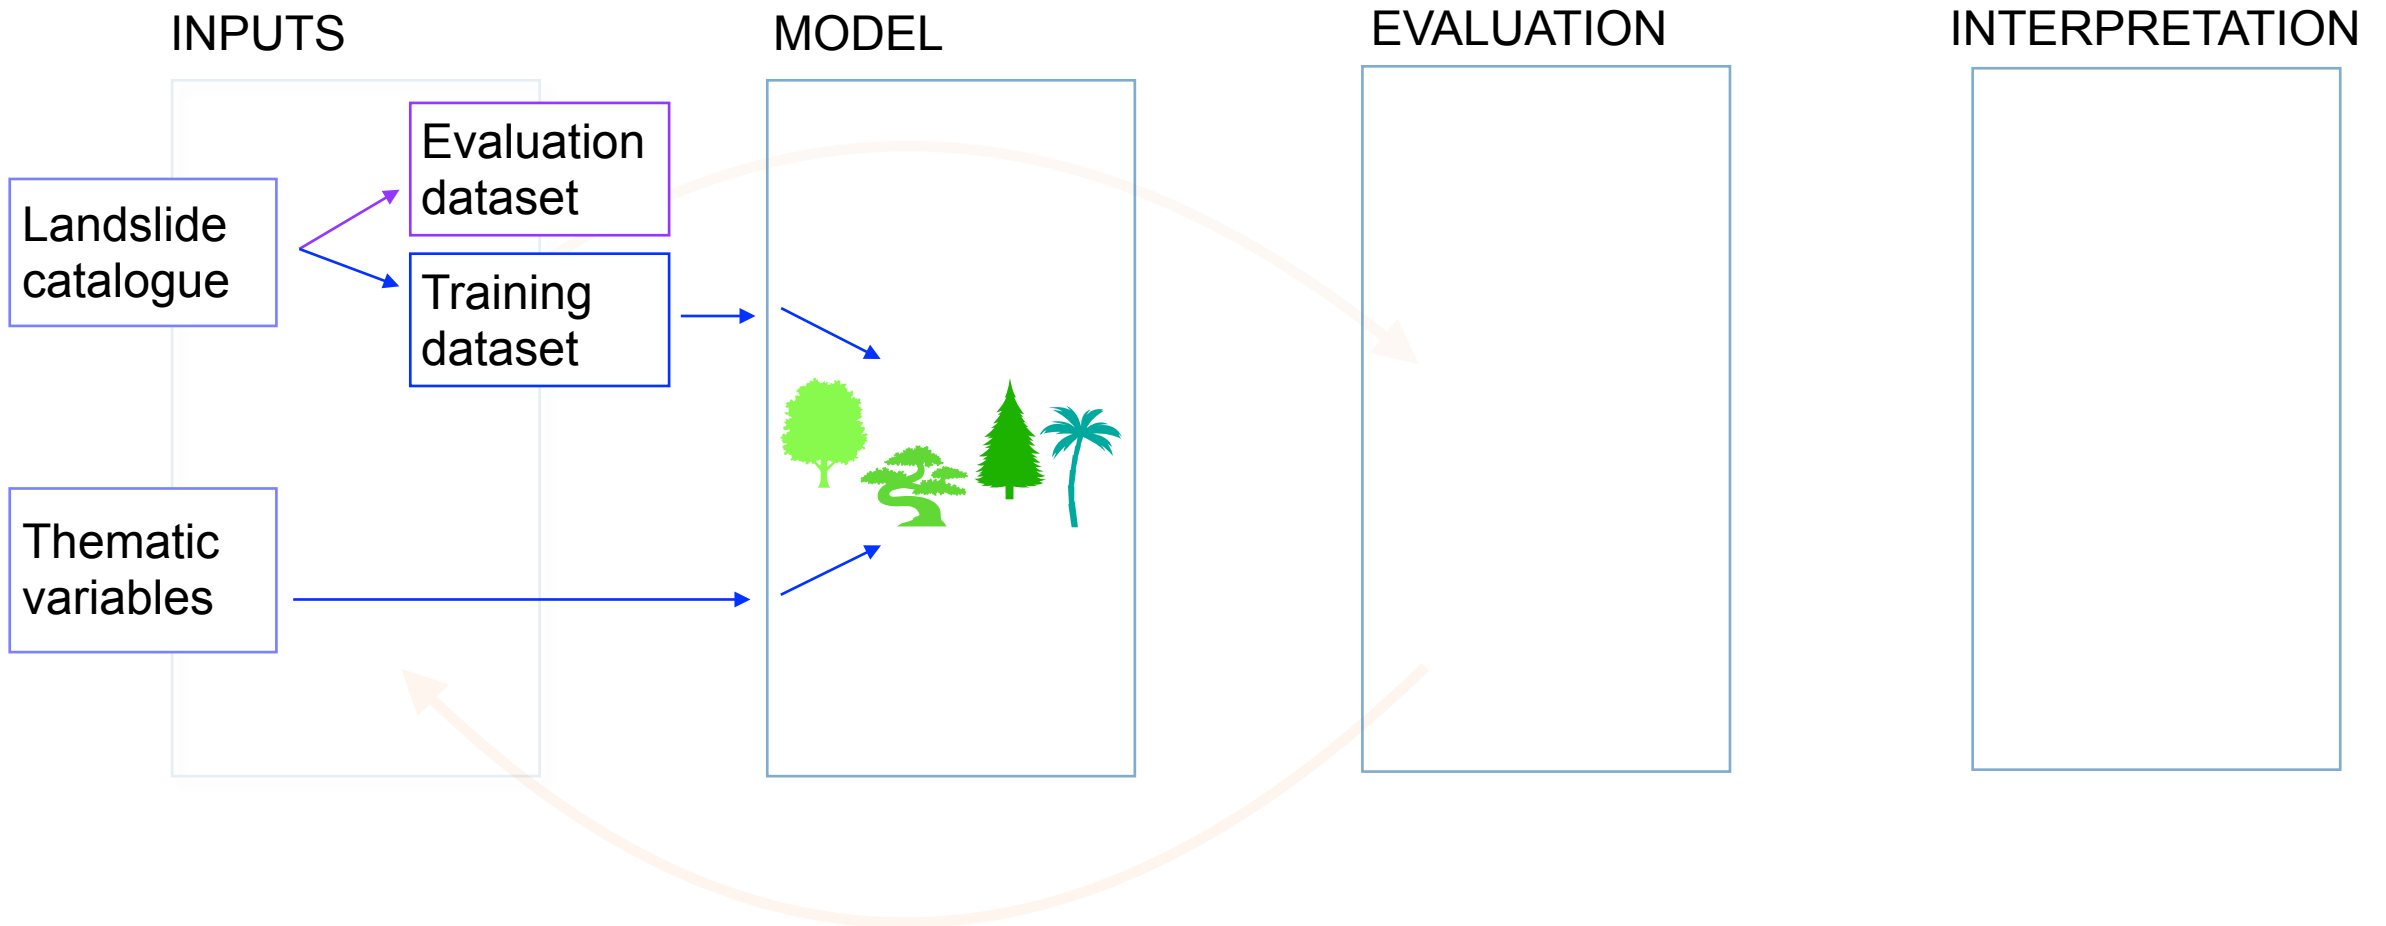 INPUTS
MODEL
EVALUATION
INTERPRETATION
Landslide
catalogue
Evaluation
dataset
Training
dataset
Thematic
variables